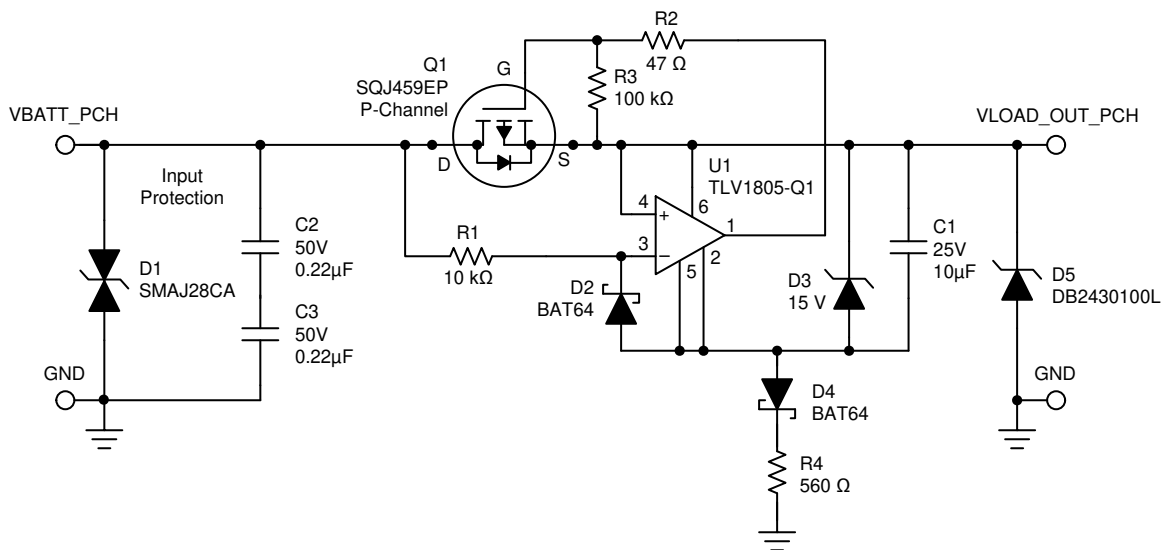 R2
47 Ω
Q1
SQJ459EP
P-Channel
G
R3
100 kΩ
VBATT_PCH
VLOAD_OUT_PCH
D
S
Input
Protection
U1
TLV1805-Q1
4
+
6
1
3
−
2
5
R1
10 kΩ
C2
50V
0.22µF
C1
25V
10µF
D1
SMAJ28CA
D2
BAT64
D3
15 V
D5
DB2430100L
C3
50V
0.22µF
GND
GND
D4
BAT64
R4
560 Ω